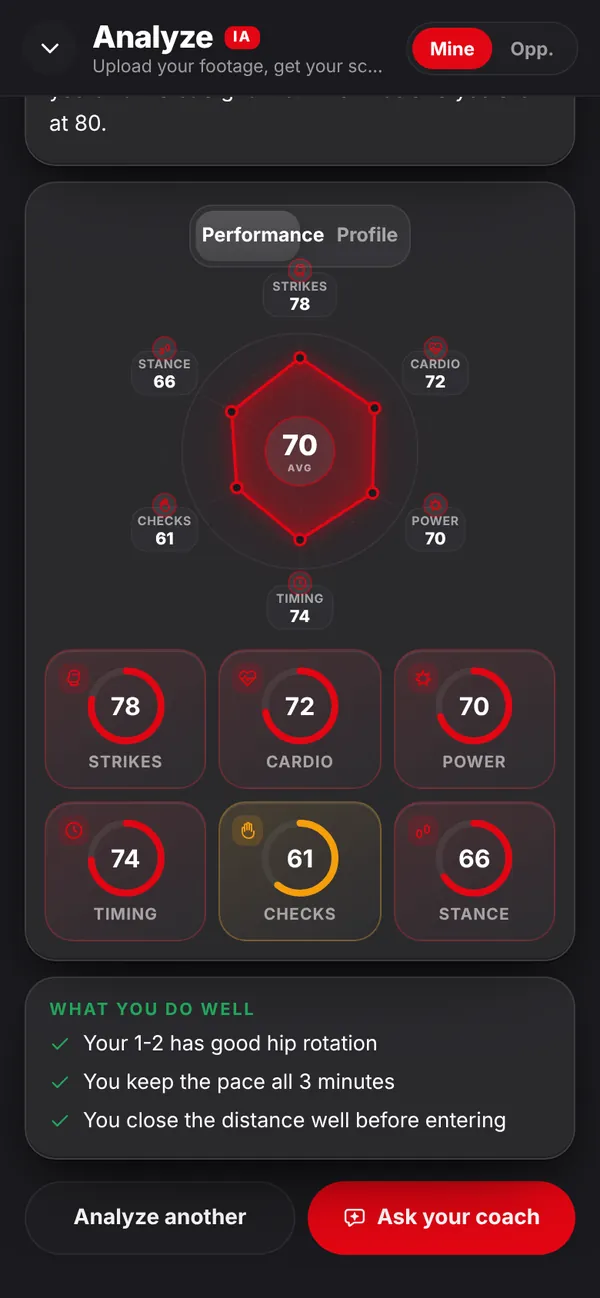 Analyze IA
Upload your footage, get your sc...
Mine Opp.
at 80.
Performance Profile
STRIKES
78
STANCE
66
CARDIO
72
70
AVG
CHECKS
61
POWER
70
TIMING
74
78
STRIKES
72
CARDIO
70
POWER
74
TIMING
61
CHECKS
66
STANCE
WHAT YOU DO WELL
Your 1-2 has good hip rotation
You keep the pace all 3 minutes
You close the distance well before entering
Analyze another
Ask your coach